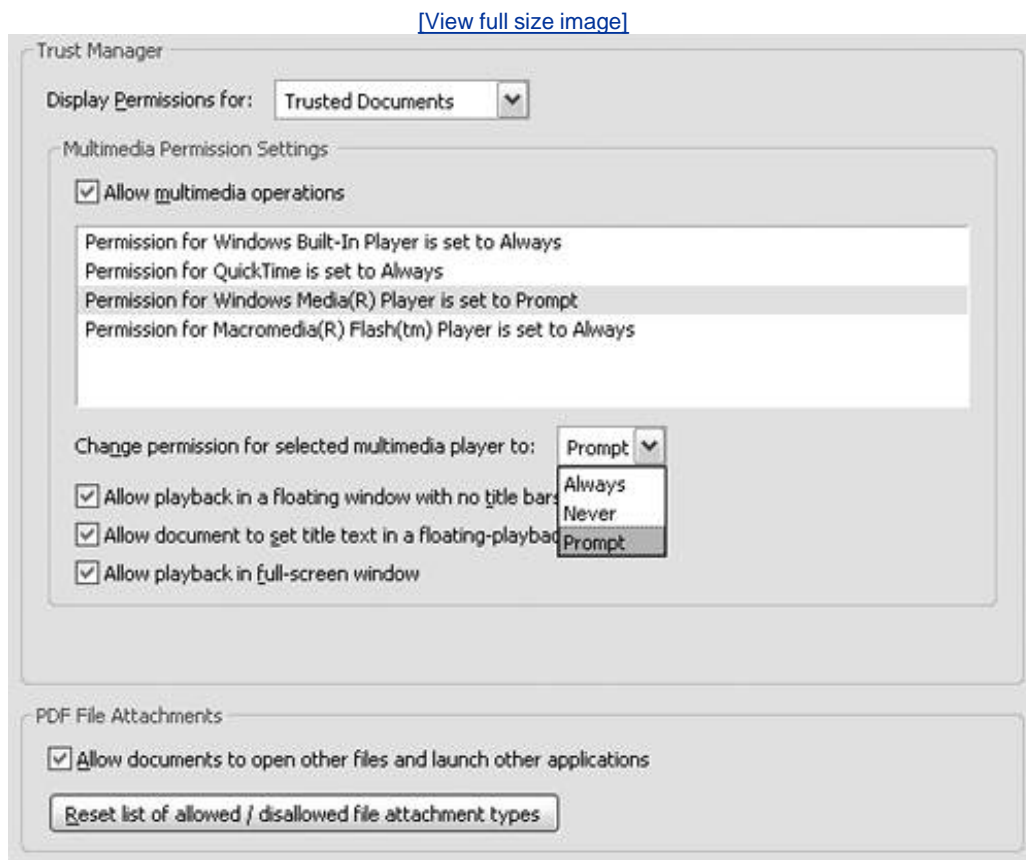 [View full size image]
Trust Manager
Display Permissions for: Trusted Documents
Multimedia Permission Settings
Allow multimedia operations
Permission for Windows Built-In Player is set to Always
Permission for QuickTime is set to Always
Permission for Windows Media(R) Player is set to Prompt
Permission for Macromedia(R) Flash(tm) Player is set to Always
Change permission for selected multimedia player to: Prompt
Always
Never
Prompt
Allow playback in a floating window with no title bars
Allow document to set title text in a floating-playbac
Allow playback in full-screen window
PDF File Attachments
Allow documents to open other files and launch other applications
Reset list of allowed / disallowed file attachment types